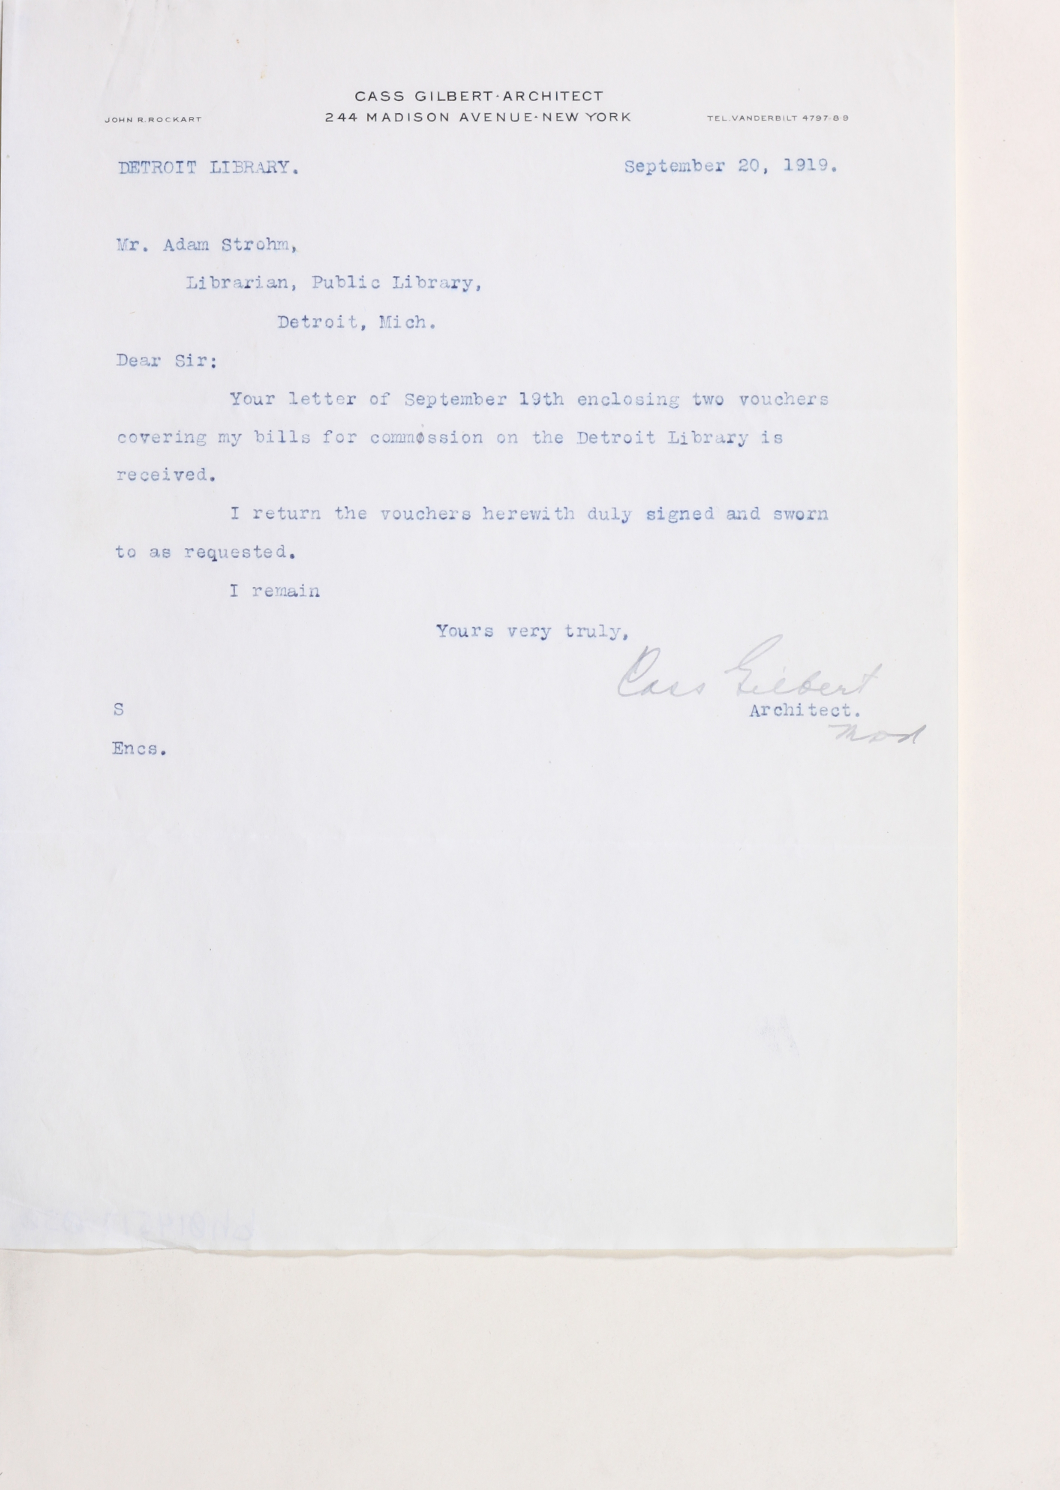 CASS GILBERT·ARCHITECT
JOHN R. ROCKART 244 MADISON AVENUE-NEW YORK TEL. VANDERBILT 4797-8-9
DETROIT LIBRARY. September 20, 1919.
Mr. Adam Strohm,
Librarian, Public Library,
Detroit, Mich.
Dear Sir:
Your letter of September 19th enclosing two vouchers
covering my bills for commission on the Detroit Library is
received.
I return the vouchers herewith duly signed and sworn
to as requested.
I remain
Yours very truly,
Cass Gilbert
S Architect.
Encs.